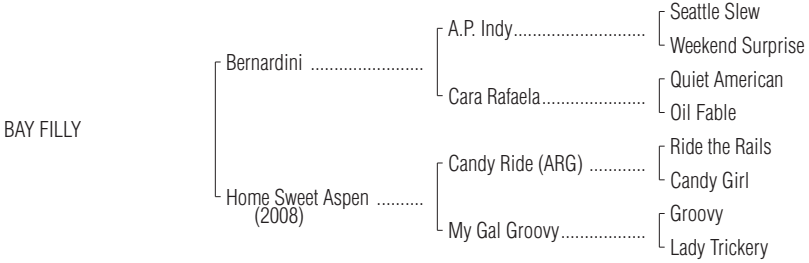 Seattle Slew
A.P. Indy.............................
Weekend Surprise
Bernardini ........................
Quiet American
Cara Rafaela.......................
Oil Fable
BAY FILLY
Ride the Rails
Candy Ride (ARG) ............
Candy Girl
Home Sweet Aspen ..........
(2008)
Groovy
My Gal Groovy...................
Lady Trickery